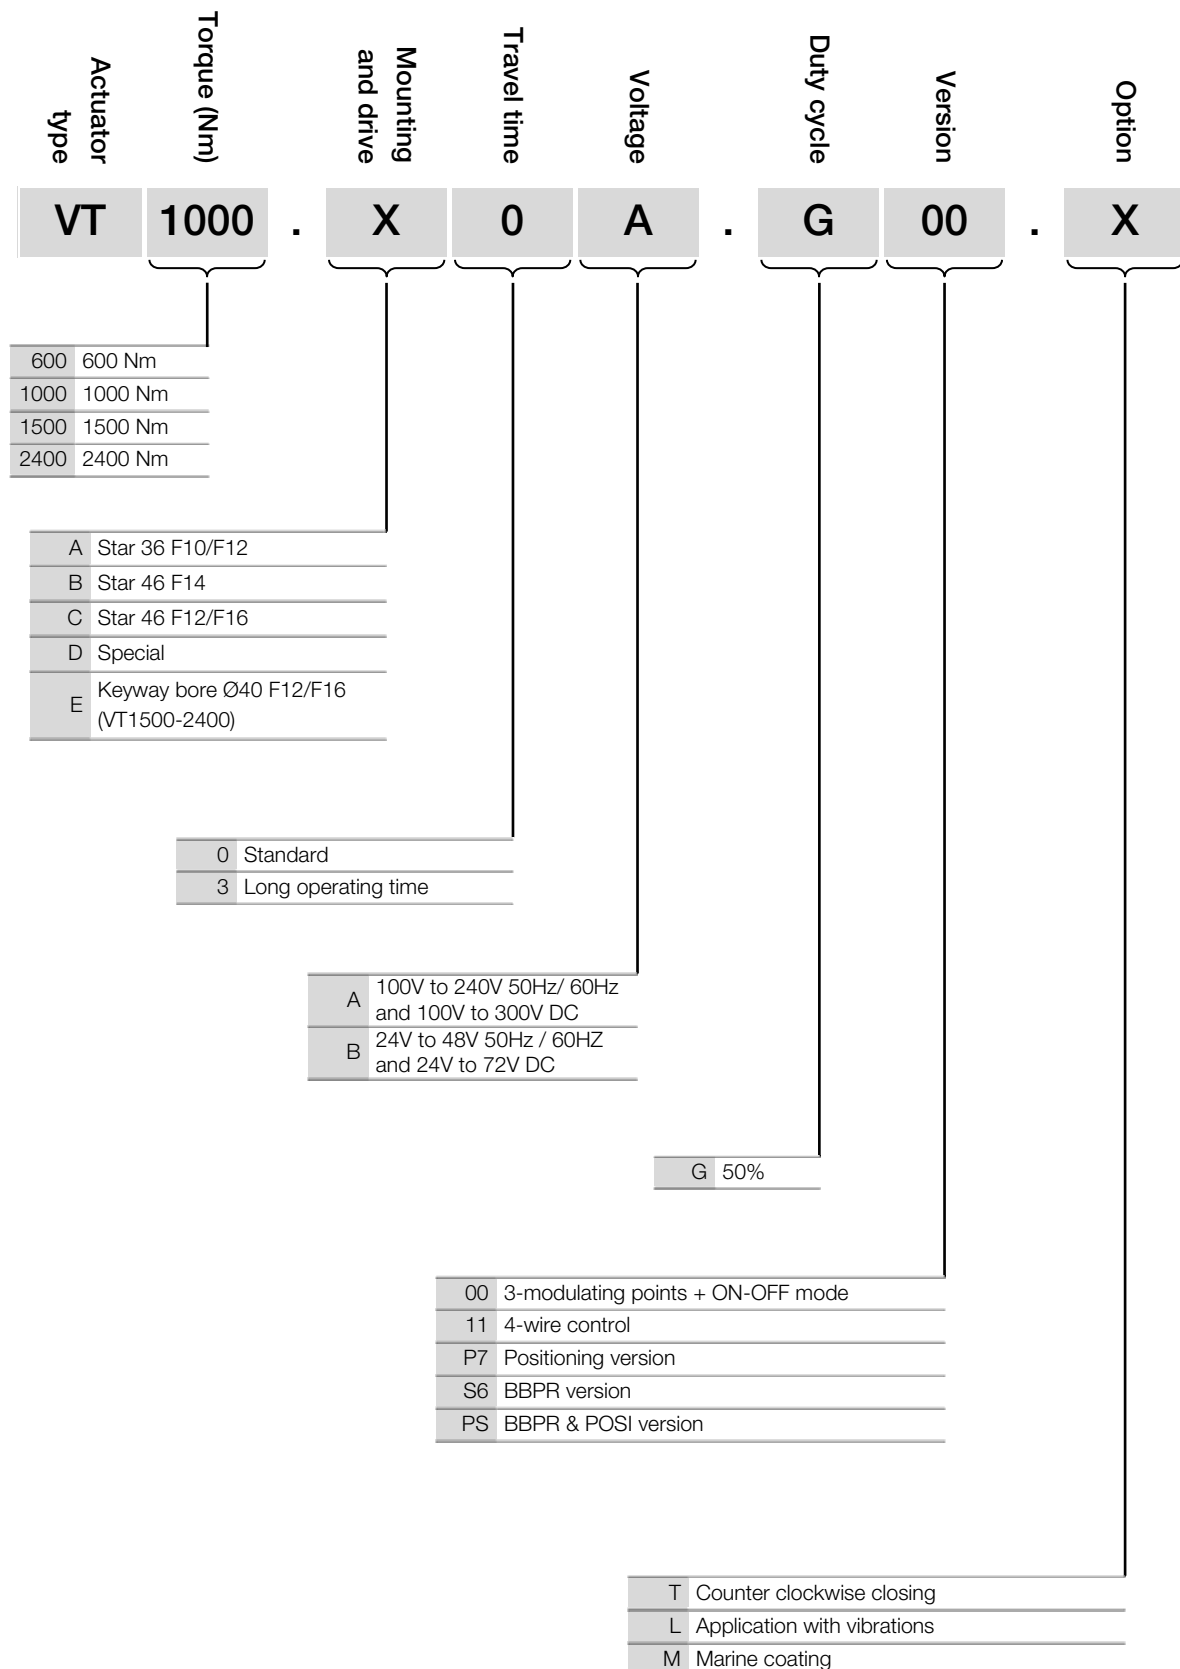 Actuator
type
Torque (Nm)
Mounting
and drive
Travel time
Voltage
Duty cycle
Version
Option
VT 1000 . X 0 A . G 00 . X
600 600 Nm
1000 1000 Nm
1500 1500 Nm
2400 2400 Nm
A Star 36 F10/F12
B Star 46 F14
C Star 46 F12/F16
D Special
E Keyway bore Ø40 F12/F16
(VT1500-2400)
0 Standard
3 Long operating time
A 100V to 240V 50Hz/ 60Hz
and 100V to 300V DC
B 24V to 48V 50Hz / 60HZ
and 24V to 72V DC
G 50%
00 3-modulating points + ON-OFF mode
11 4-wire control
P7 Positioning version
S6 BBPR version
PS BBPR & POSI version
T Counter clockwise closing
L Application with vibrations
M Marine coating